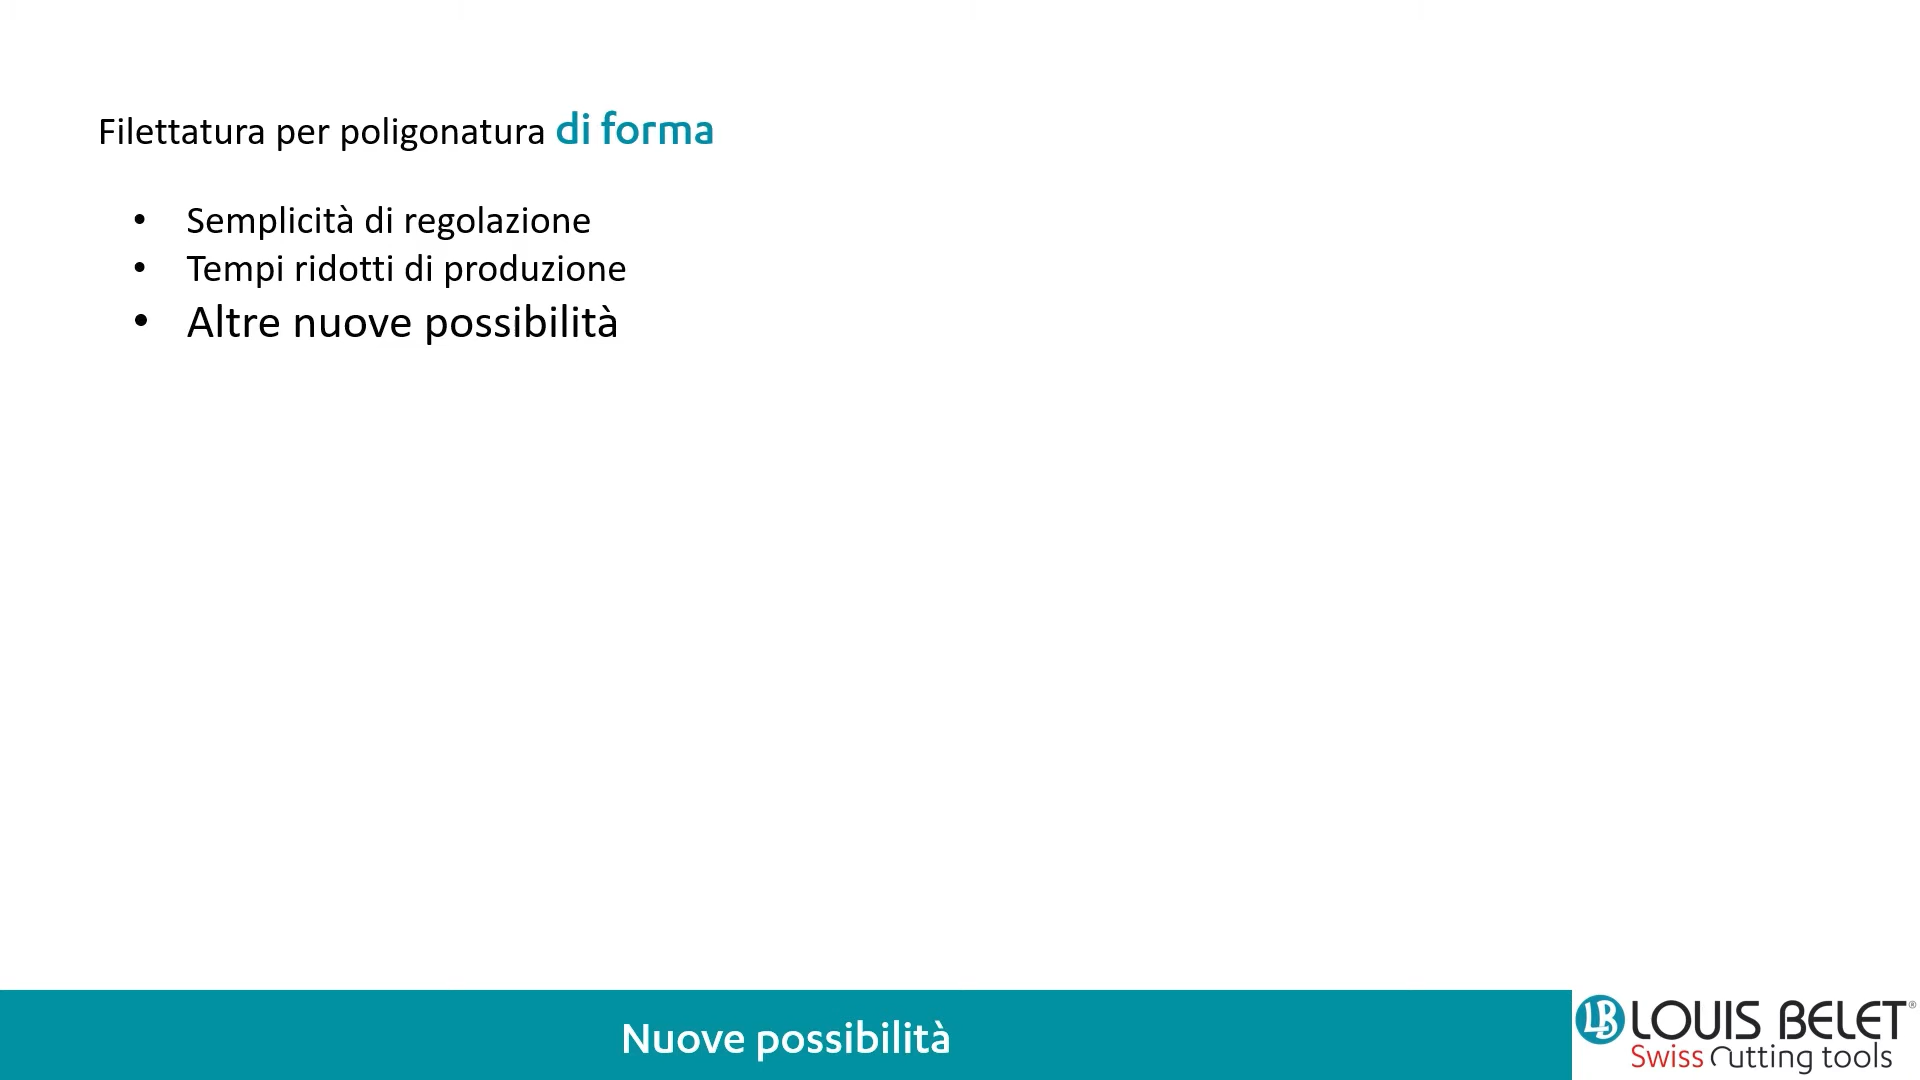 Filettatura per poligonatura di forma
• Semplicità di regolazione
• Tempi ridotti di produzione
• Altre nuove possibilità
Nuove possibilità
LB LOUIS BELET®
Swiss Cutting tools